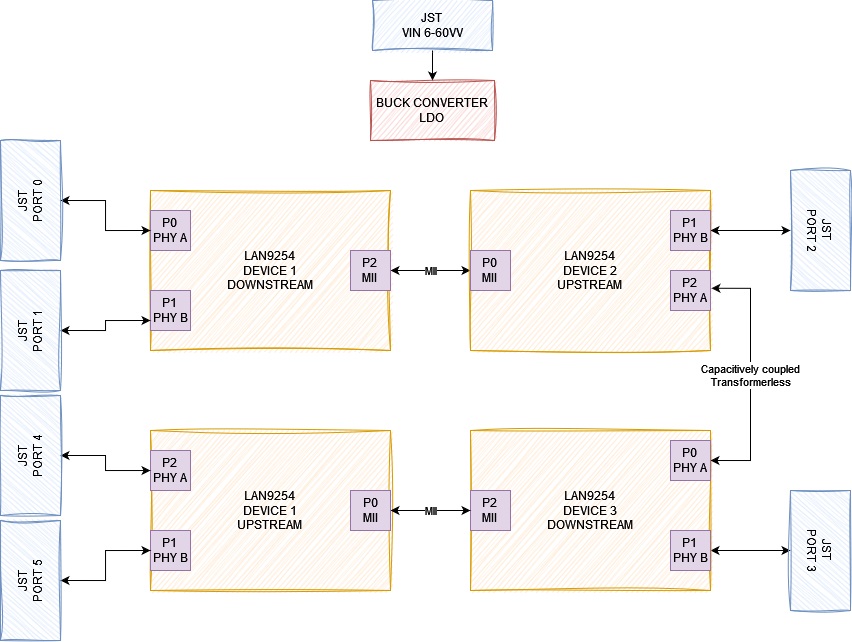 JST
VIN 6-60VV
BUCK CONVERTER
LDO
JST
PORT 0
P0
PHY A
LAN9254
DEVICE 1
DOWNSTREAM
P2
MII
MII
P0
MII
LAN9254
DEVICE 2
UPSTREAM
P1
PHY B
JST
PORT 2
P2
PHY A
JST
PORT 1
P1
PHY B
Capacitively coupled
Transformerless
JST
PORT 4
P2
PHY A
LAN9254
DEVICE 1
UPSTREAM
P0
MII
MII
P2
MII
LAN9254
DEVICE 3
DOWNSTREAM
P0
PHY A
JST
PORT 5
P1
PHY B
P1
PHY B
JST
PORT 3